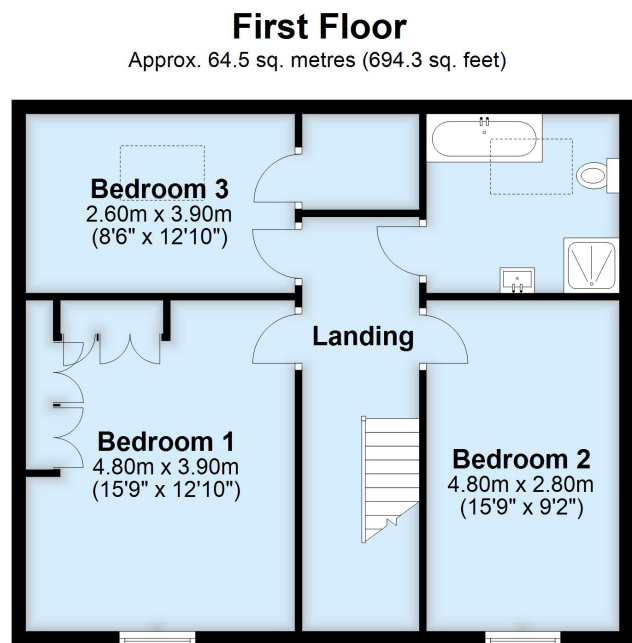 First Floor
Approx. 64.5 sq. metres (694.3 sq. feet)
Bedroom 3
2.60m x 3.90m
(8'6" x 12'10")
Landing
Bedroom 1
4.80m x 3.90m
(15'9" x 12'10")
Bedroom 2
4.80m x 2.80m
(15'9" x 9'2")